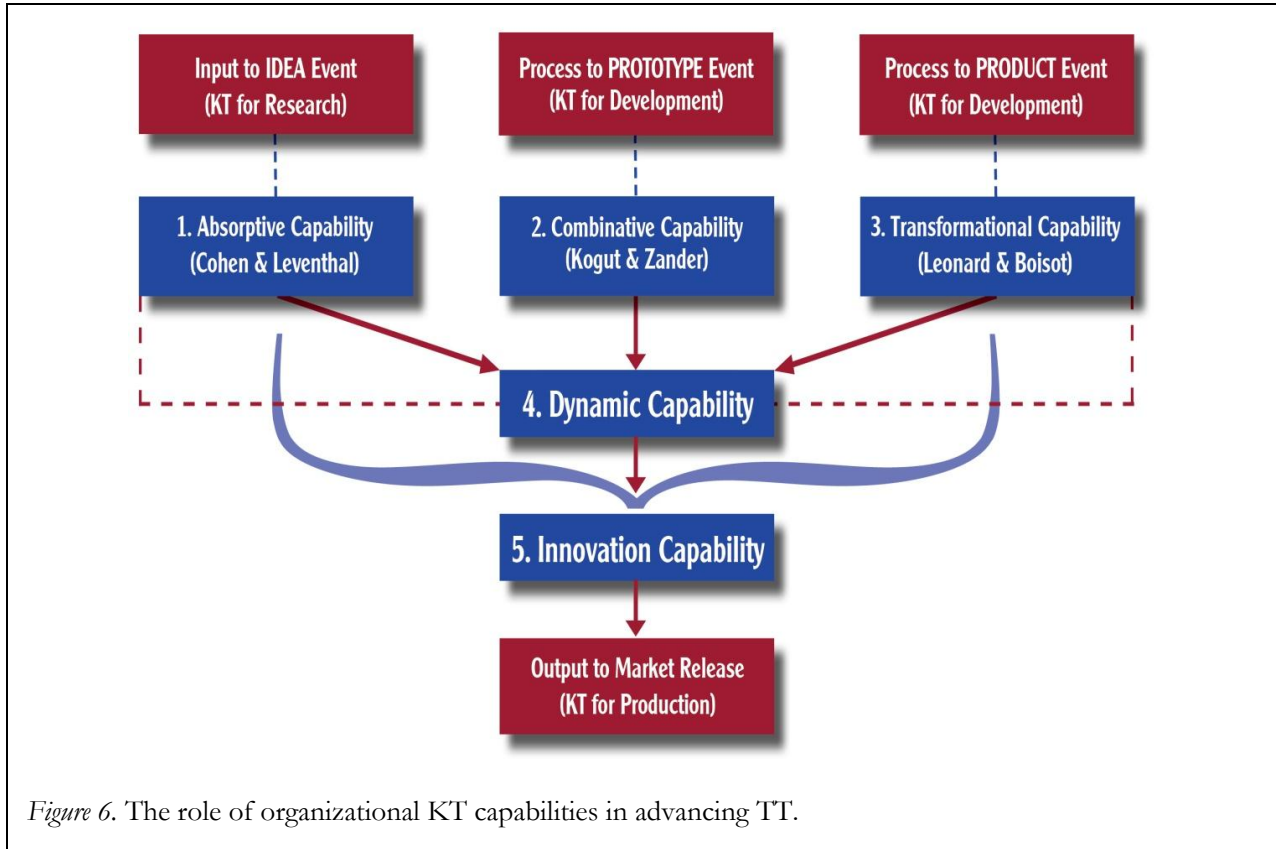 Input to IDEA Event
(KT for Research)
Process to PROTOTYPE Event
(KT for Development)
Process to PRODUCT Event
(KT for Development)
1. Absorptive Capability
(Cohen & Leventhal)
2. Combinative Capability
(Kogut & Zander)
3. Transformational Capability
(Leonard & Boisot)
4. Dynamic Capability
5. Innovation Capability
Output to Market Release
(KT for Production)
Figure 6. The role of organizational KT capabilities in advancing TT.